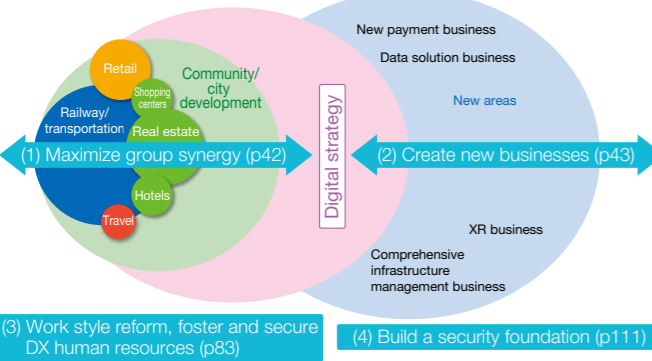 New payment business
Data solution business
New areas
Retail
Shopping
centers
Community/
city
development
Railway/
transportation
Real estate
(1) Maximize group synergy (p42)
Digital strategy
(2) Create new businesses (p43)
Hotels
Travel
XR business
Comprehensive
infrastructure
management business
(3) Work style reform, foster and secure
DX human resources (p83)
(4) Build a security foundation (p111)